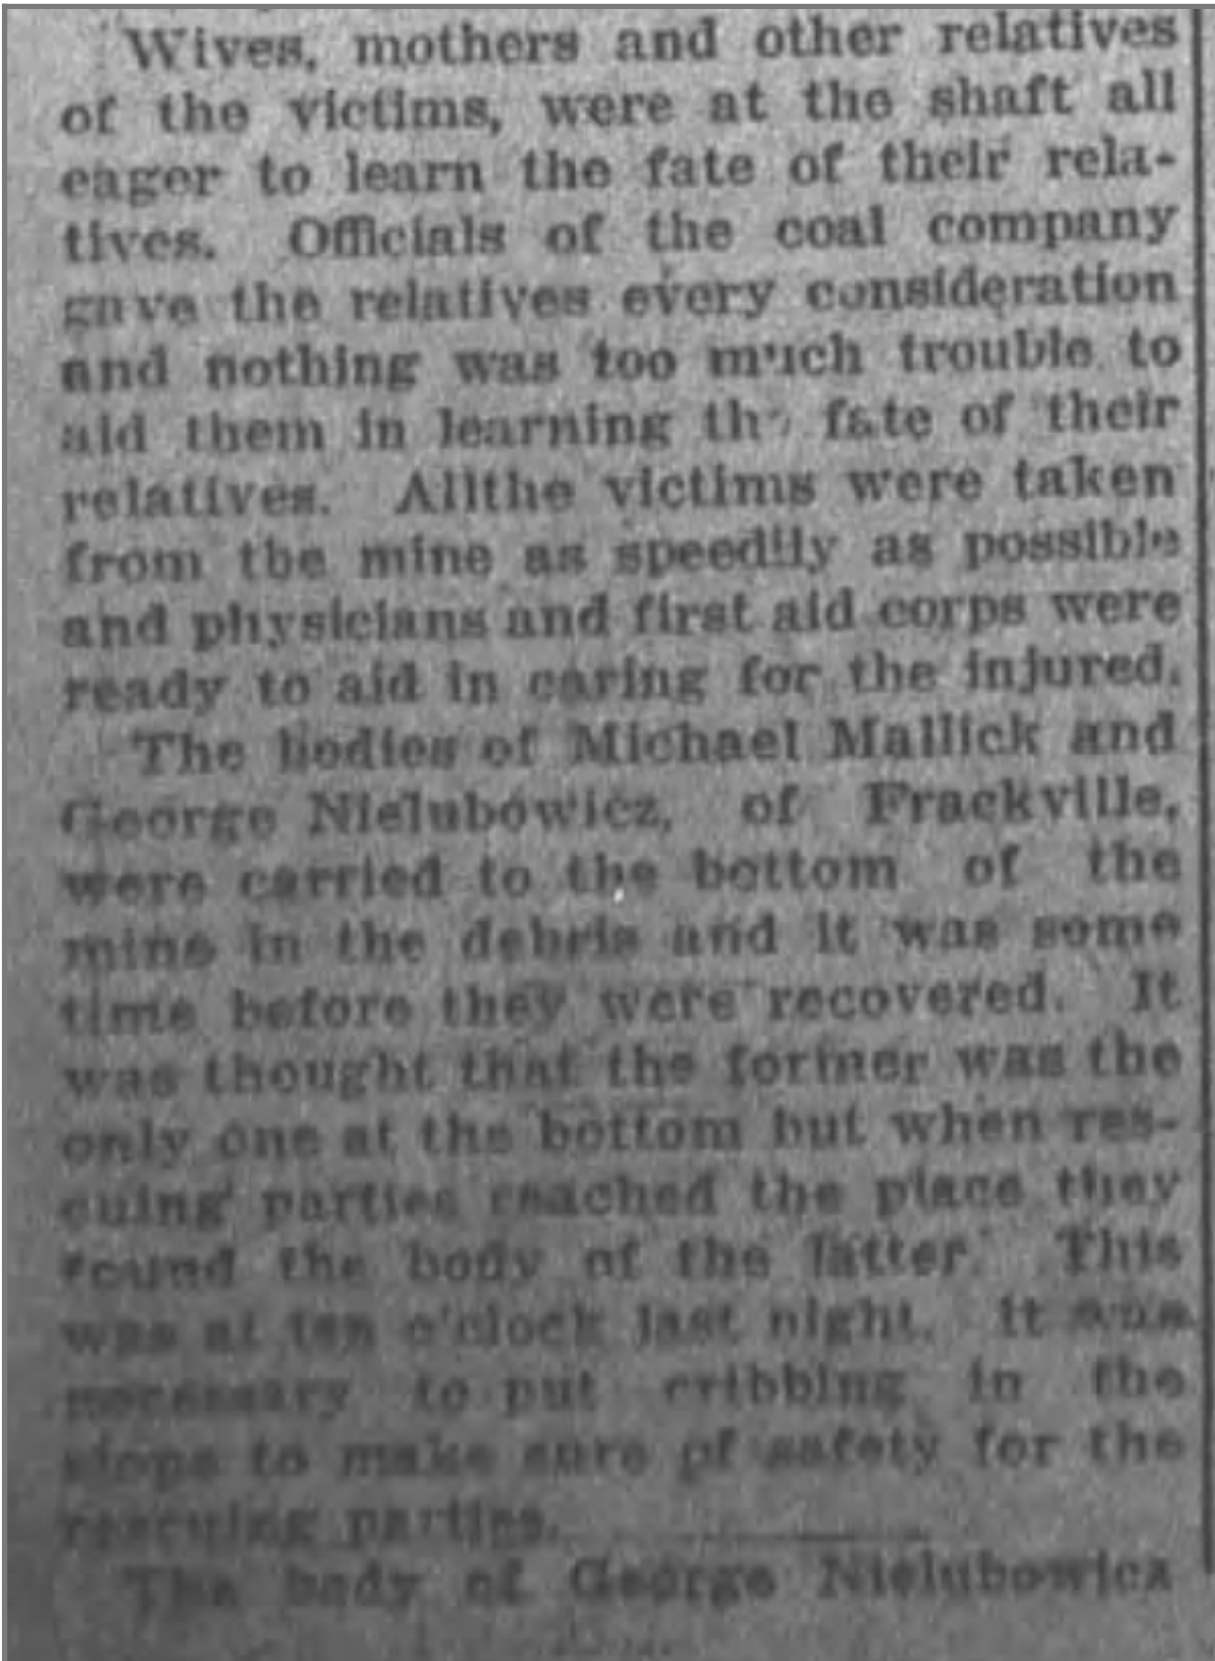 Wives, mothers and other relatives
of the victims, were at the shaft all
eager to learn the fate of their rela-
tives. Officials of the coal company
gave the relatives every consideration
and nothing was too much trouble to
aid them in learning the fate of their
relatives. Allthe victims were taken
from the mine as speedily as possible
and physicians and first aid corps were
ready to aid in caring for the injured.
The bodies of Michael Mallick and
George Nielubowicz, of Frackville,
were carried to the bottom of the
mine in the debris and it was some
time before they were recovered. It
was thought that the former was the
only one at the bottom but when res-
cuing parties reached the place they
found the body of the latter. This
was at ten o'clock last night. It was
necessary to put cribbing in the
slope to make sure of safety for the
rescuing parties.
The body of George Nielubowicz